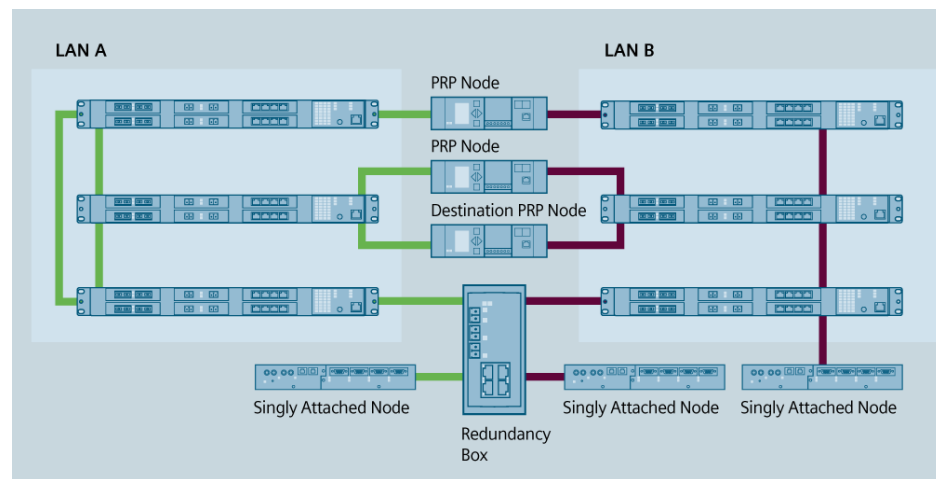 LAN A
LAN B
PRP Node
PRP Node
Destination PRP Node
Singly Attached Node
Singly Attached Node
Singly Attached Node
Redundancy
Box